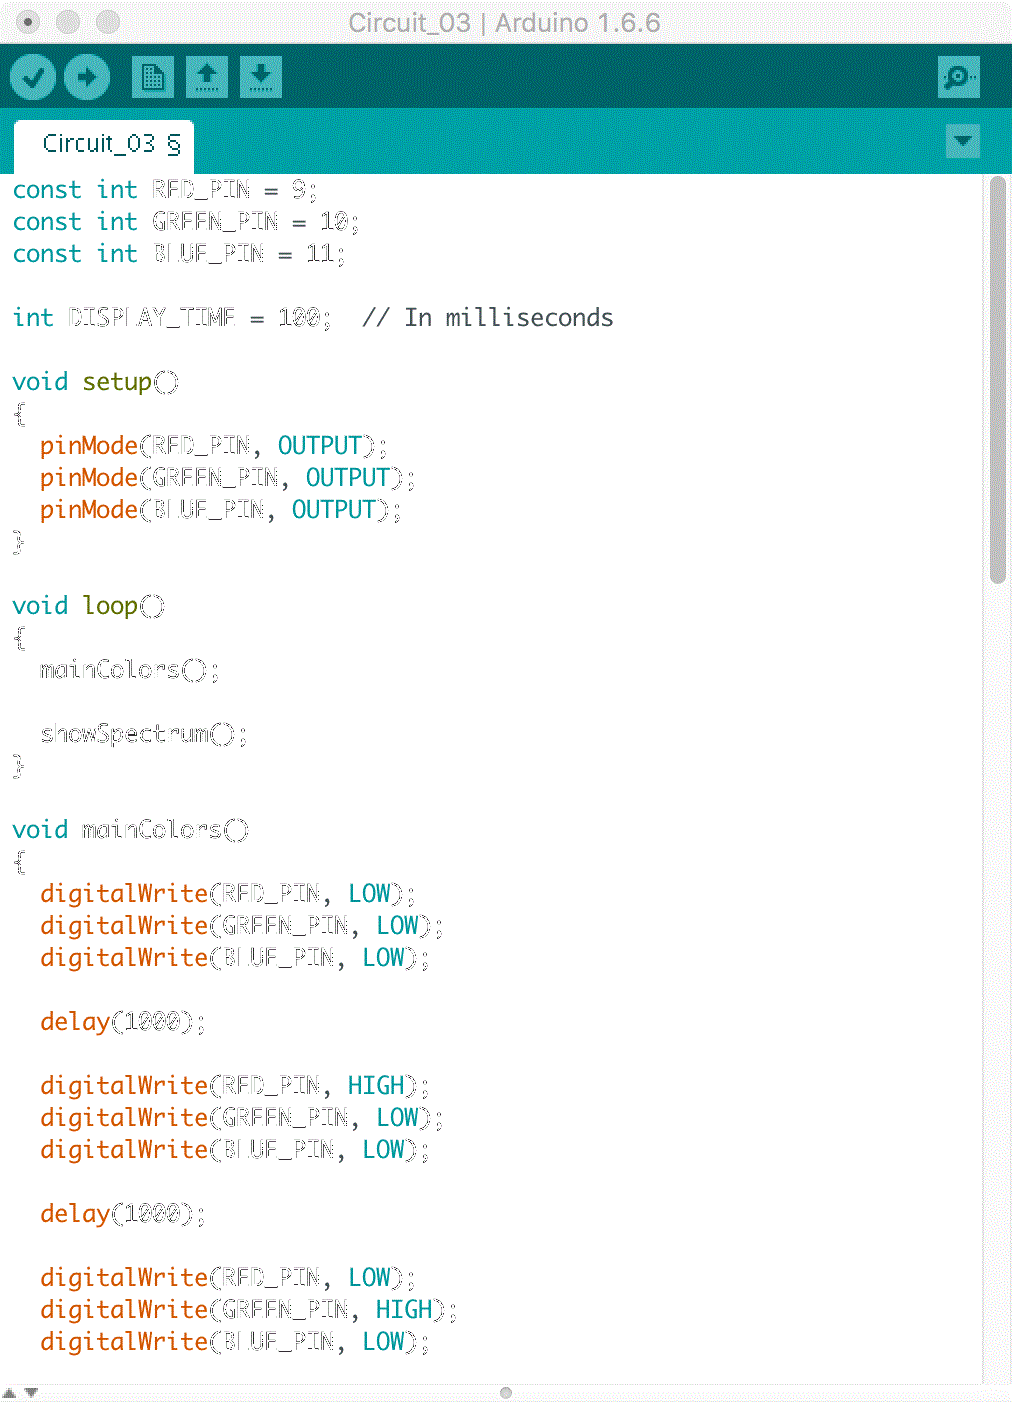 Circuit_03 | Arduino 1.6.6
Circuit_03 §
const int RED_PIN = 9;
const int GREEN_PIN = 10;
const int BLUE_PIN = 11;
int DISPLAY_TIME = 100;  // In milliseconds
void setup()
{
  pinMode(RED_PIN, OUTPUT);
  pinMode(GREEN_PIN, OUTPUT);
  pinMode(BLUE_PIN, OUTPUT);
}
void loop()
{
  mainColors();
  showSpectrum();
}
void mainColors()
{
  digitalWrite(RED_PIN, LOW);
  digitalWrite(GREEN_PIN, LOW);
  digitalWrite(BLUE_PIN, LOW);
  delay(1000);
  digitalWrite(RED_PIN, HIGH);
  digitalWrite(GREEN_PIN, LOW);
  digitalWrite(BLUE_PIN, LOW);
  delay(1000);
  digitalWrite(RED_PIN, LOW);
  digitalWrite(GREEN_PIN, HIGH);
  digitalWrite(BLUE_PIN, LOW);